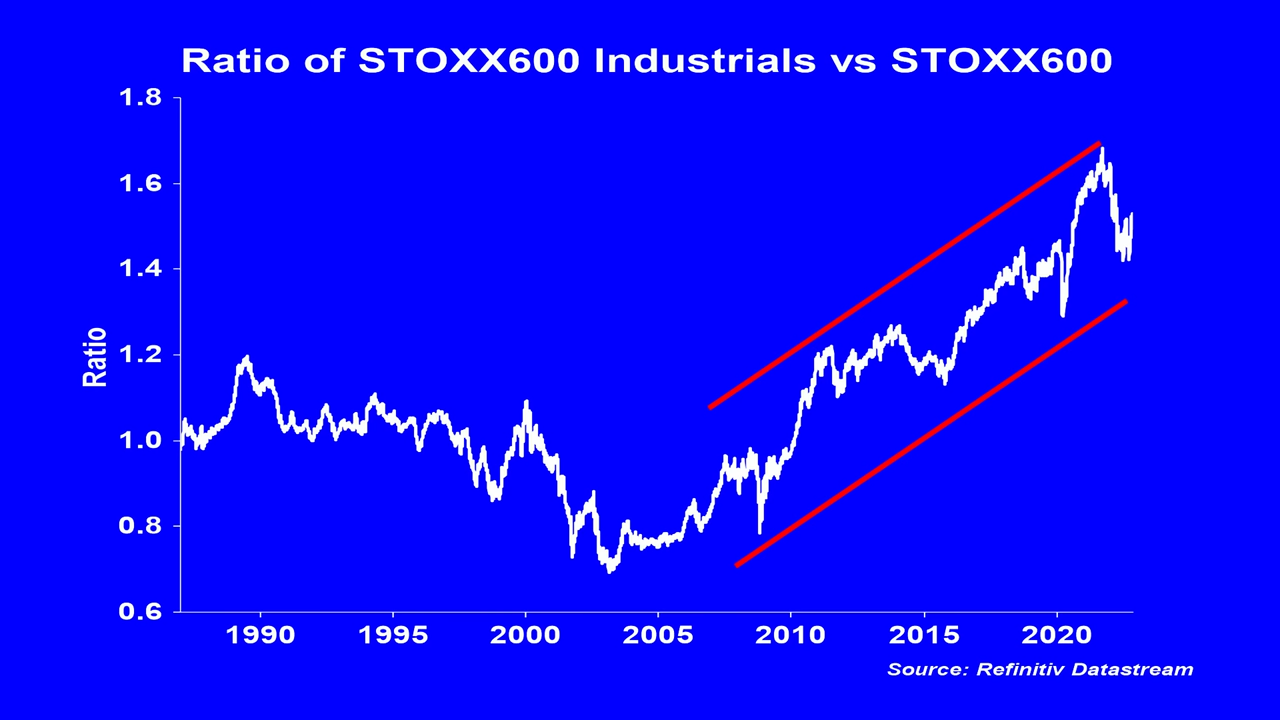 Ratio of STOXX600 Industrials vs STOXX600
1.8
1.6
1.4
1.2
1.0
0.8
0.6
Ratio
1990 1995 2000 2005 2010 2015 2020
Source: Refinitiv Datastream